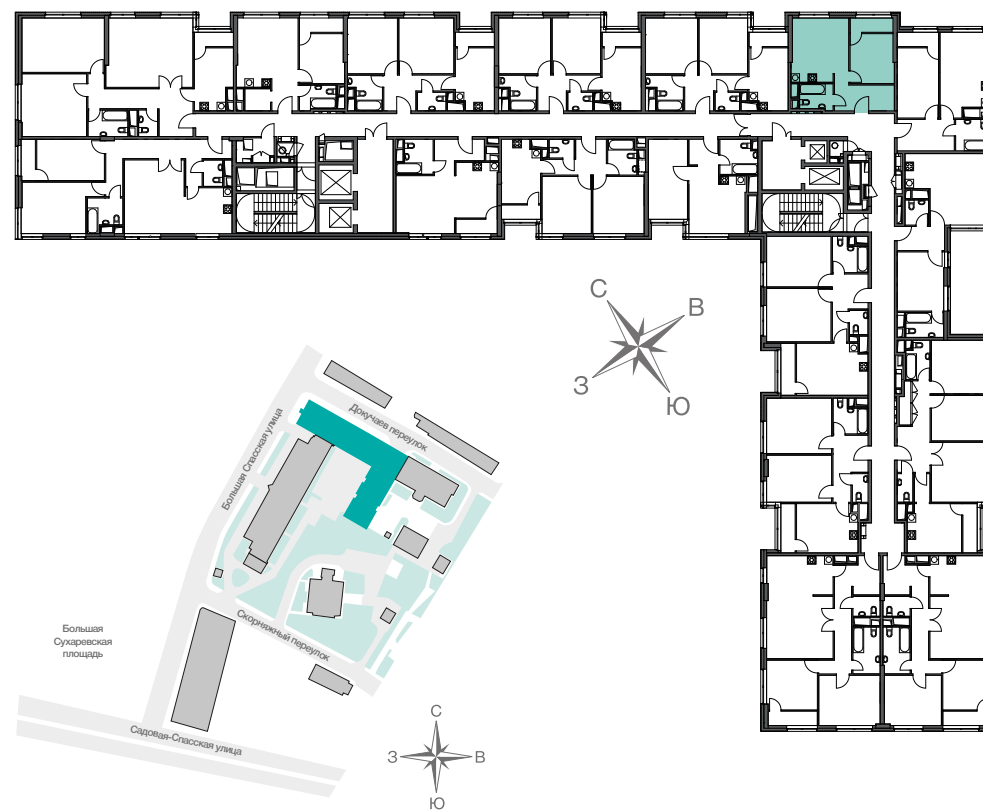 С
В
З
Ю
Докучаев переулок
Большая Спасская улица
Скорняжный переулок
Большая
Сухаревская
площадь
Садовая-Спасская улица
С
З
В
Ю